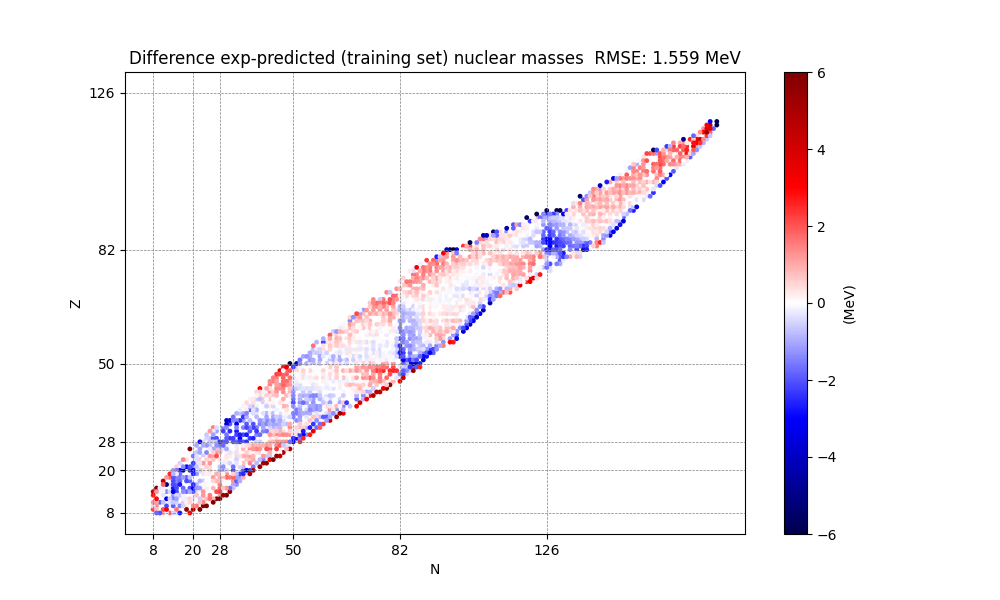 Difference exp-predicted (training set) nuclear masses  RMSE: 1.559 MeV
126
82
50
28
20
8
Z
8 20 28 50 82 126
N
6
4
2
0
−2
−4
−6
(MeV)